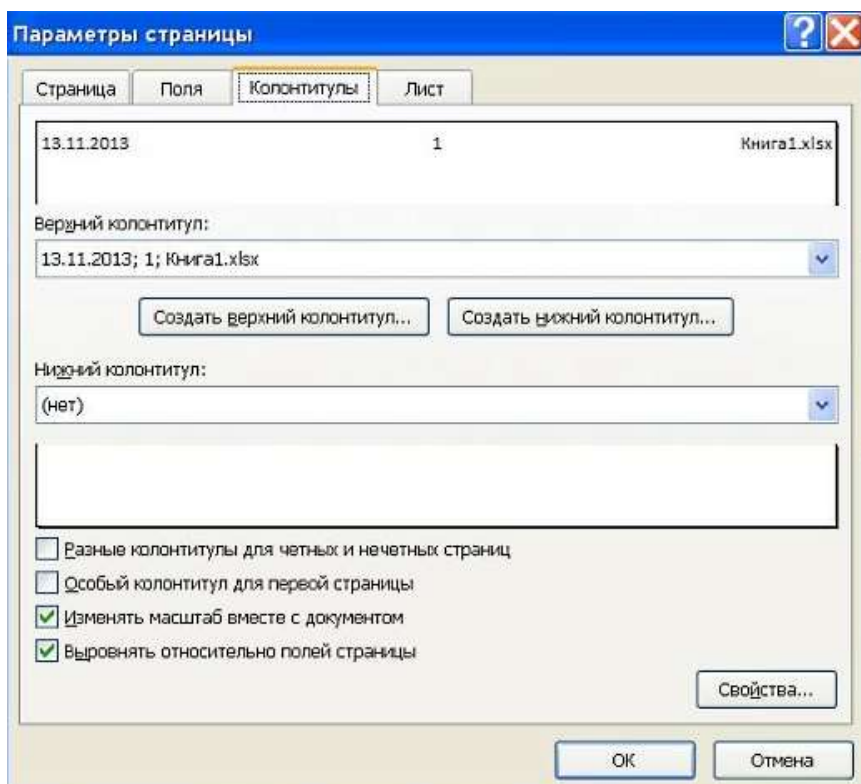 Параметры страницы
Страница Поля Колонтитулы Лист
13.11.2013 1 Книга1.xlsx
Верхний колонтитул:
13.11.2013; 1; Книга1.xlsx
Создать верхний колонтитул... Создать нижний колонтитул...
Нижний колонтитул:
(нет)
Разные колонтитулы для четных и нечетных страниц
Особый колонтитул для первой страницы
Изменять масштаб вместе с документом
Выровнять относительно полей страницы
Свойства...
ОК Отмена